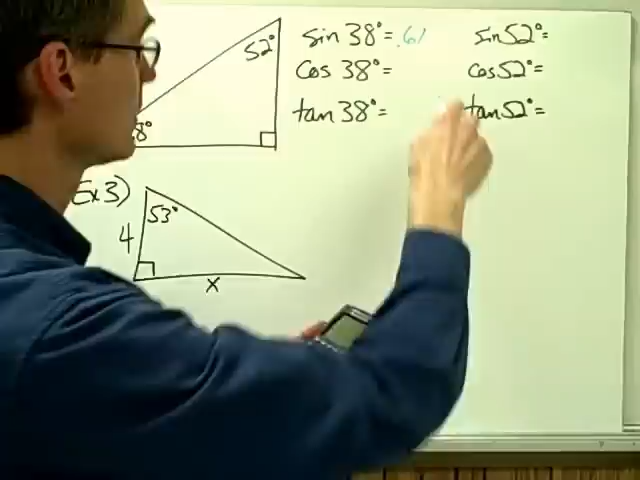 52°
sin 38° = .61
sin 52° =
cos 38° =
cos 52° =
8°
tan 38° =
tan 52° =
Ex 3)
53°
4
x